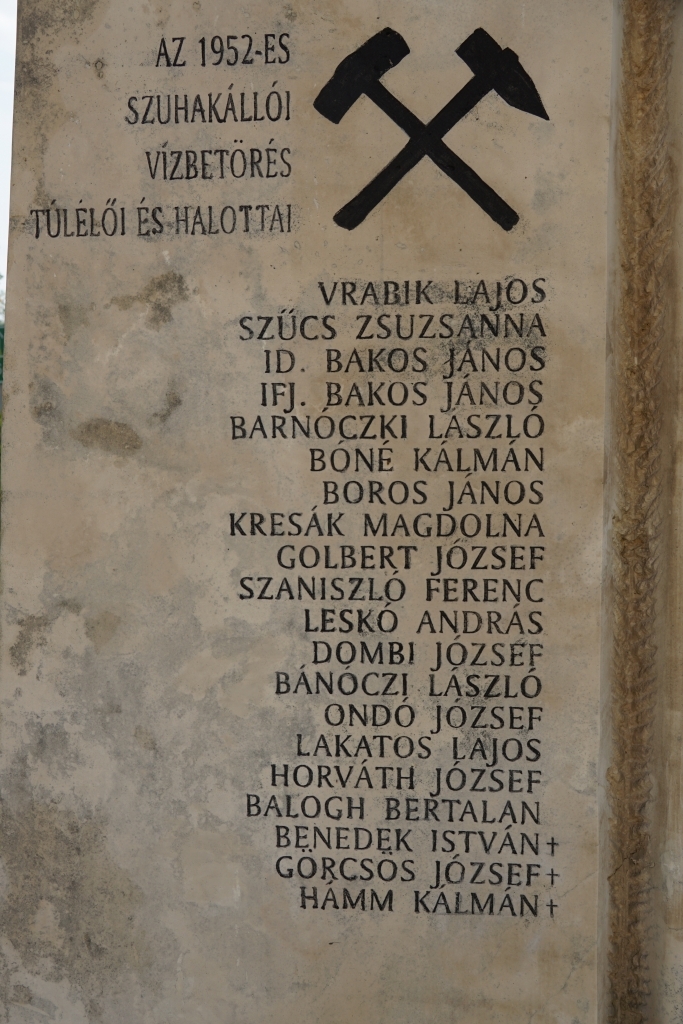 AZ 1952-ES
SZUHAKÁLLÓI
VÍZBETÖRÉS
TÚLÉLŐI ÉS HALOTTAI
VRABIK LAJOS
SZŰCS ZSUZSANNA
ID. BAKOS JÁNOS
IFJ. BAKOS JÁNOS
BARNÓCZKI LÁSZLÓ
BÓNÉ KÁLMÁN
BOROS JÁNOS
KRESÁK MAGDOLNA
GOLBERT JÓZSEF
SZANISZLÓ FERENC
LESKÓ ANDRÁS
DOMBI JÓZSEF
BÁNÓCZI LÁSZLÓ
ONDÓ JÓZSEF
LAKATOS LAJOS
HORVÁTH JÓZSEF
BALOGH BERTALAN
BENEDEK ISTVÁN†
GÖRCSÖS JÓZSEF†
HÁMM KÁLMÁN†